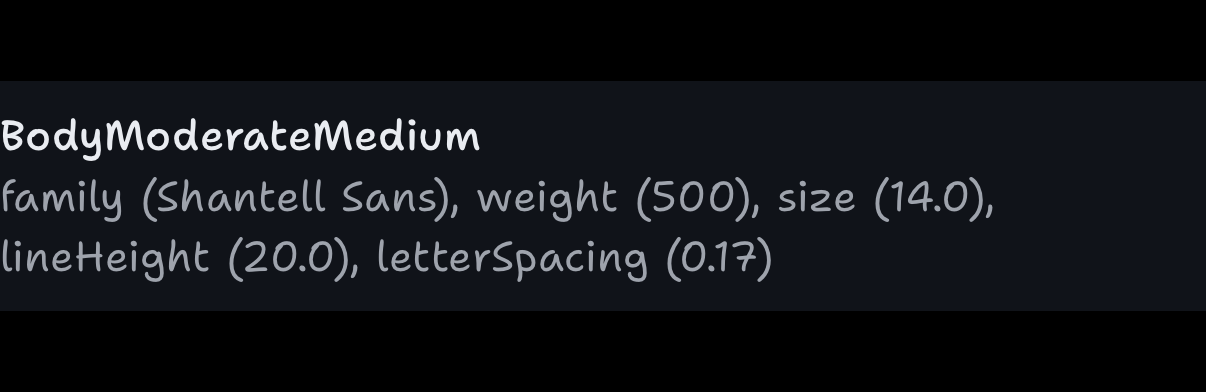 BodyModerateMedium
family (Shantell Sans), weight (500), size (14.0),
lineHeight (20.0), letterSpacing (0.17)